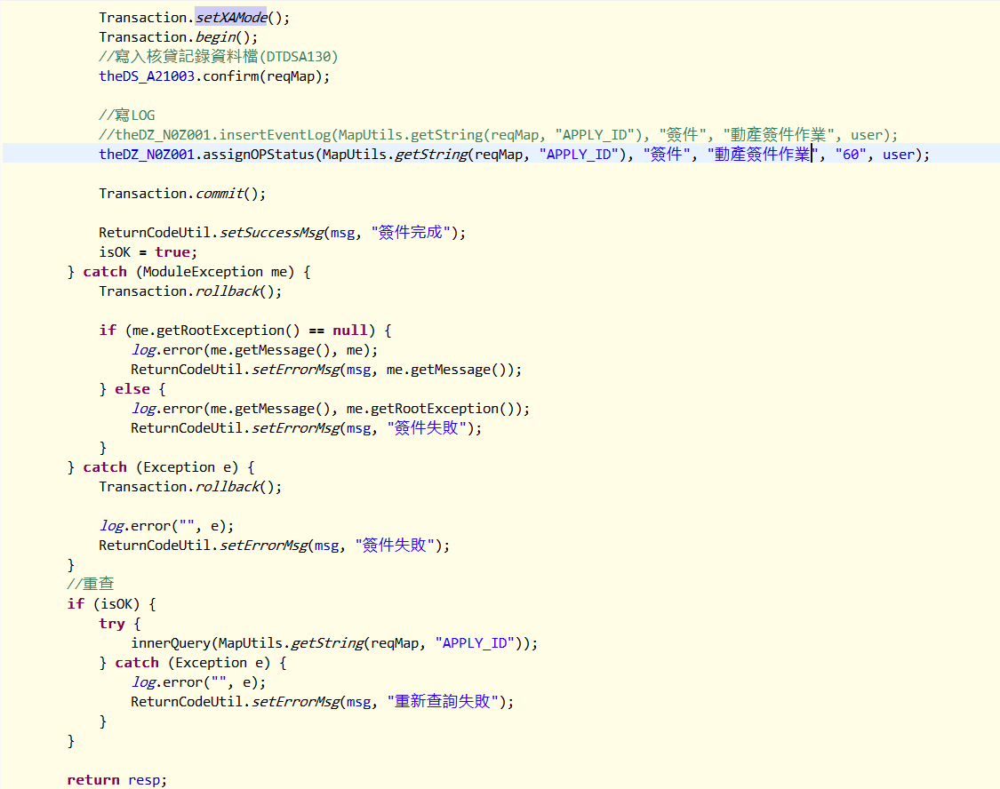 Transaction.setXAMode();
Transaction.begin();
//寫入核貸記錄資料檔(DTDSA130)
theDS_A21003.confirm(reqMap);
//寫LOG
//theDZ_N0Z001.insertEventLog(MapUtils.getString(reqMap, "APPLY_ID"), "簽件", "動產簽件作業", user);
theDZ_N0Z001.assignOPStatus(MapUtils.getString(reqMap, "APPLY_ID"), "簽件", "動產簽件作業", "60", user);
Transaction.commit();
ReturnCodeUtil.setSuccessMsg(msg, "簽件完成");
isOK = true;
} catch (ModuleException me) {
Transaction.rollback();
if (me.getRootException() == null) {
log.error(me.getMessage(), me);
ReturnCodeUtil.setErrorMsg(msg, me.getMessage());
} else {
log.error(me.getMessage(), me.getRootException());
ReturnCodeUtil.setErrorMsg(msg, "簽件失敗");
}
} catch (Exception e) {
Transaction.rollback();
log.error("", e);
ReturnCodeUtil.setErrorMsg(msg, "簽件失敗");
}
//重查
if (isOK) {
try {
innerQuery(MapUtils.getString(reqMap, "APPLY_ID"));
} catch (Exception e) {
log.error("", e);
ReturnCodeUtil.setErrorMsg(msg, "重新查詢失敗");
}
}
return resp;